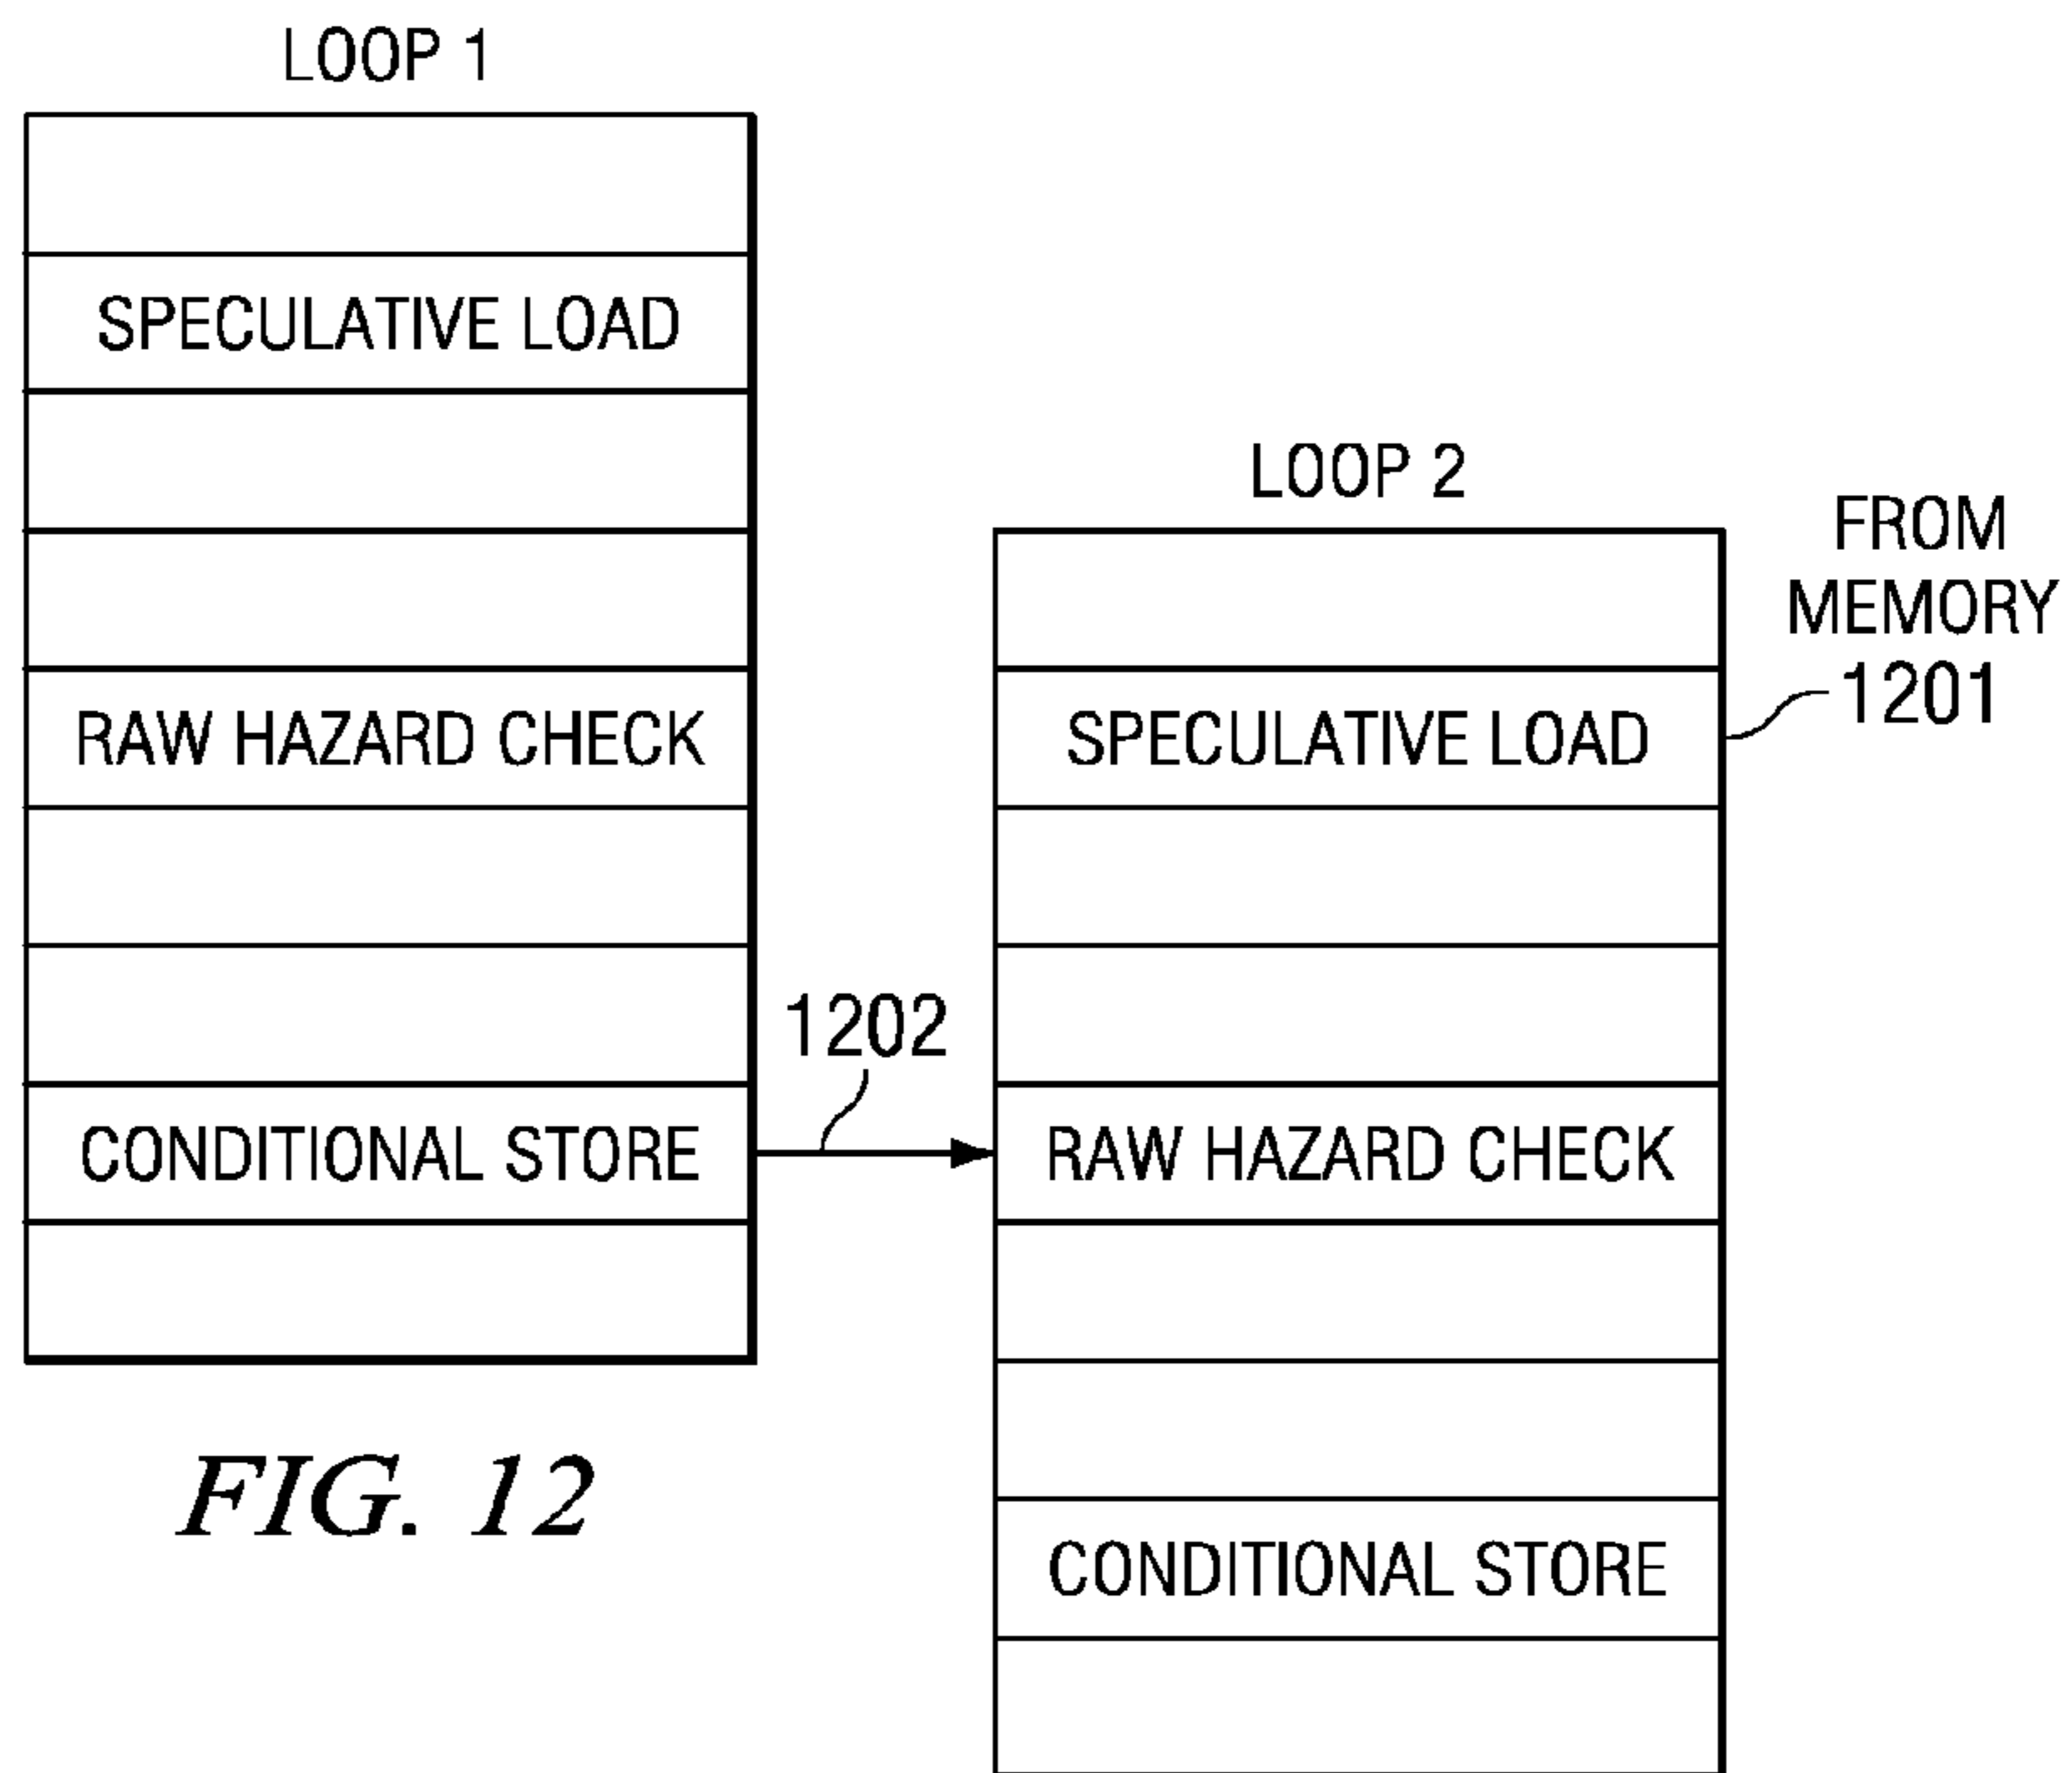 LOOP 1
SPECULATIVE LOAD
RAW HAZARD CHECK
CONDITIONAL STORE
1202
LOOP 2
FROM
MEMORY
1201
SPECULATIVE LOAD
RAW HAZARD CHECK
CONDITIONAL STORE
FIG. 12